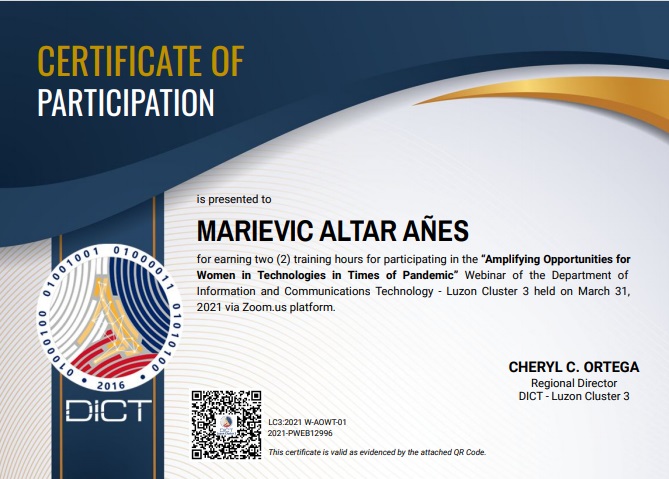 CERTIFICATE OF
PARTICIPATION
is presented to
MARIEVIC ALTAR AÑES
for earning two (2) training hours for participating in the “Amplifying Opportunities for
Women in Technologies in Times of Pandemic” Webinar of the Department of
Information and Communications Technology - Luzon Cluster 3 held on March 31,
2021 via Zoom.us platform.
01000100 01001001 01000011 01010100
2016
DICT
CHERYL C. ORTEGA
Regional Director
DICT - Luzon Cluster 3
DICT
LC3:2021 W-AOWT-01
2021-PWEB12996
This certificate is valid as evidenced by the attached QR Code.